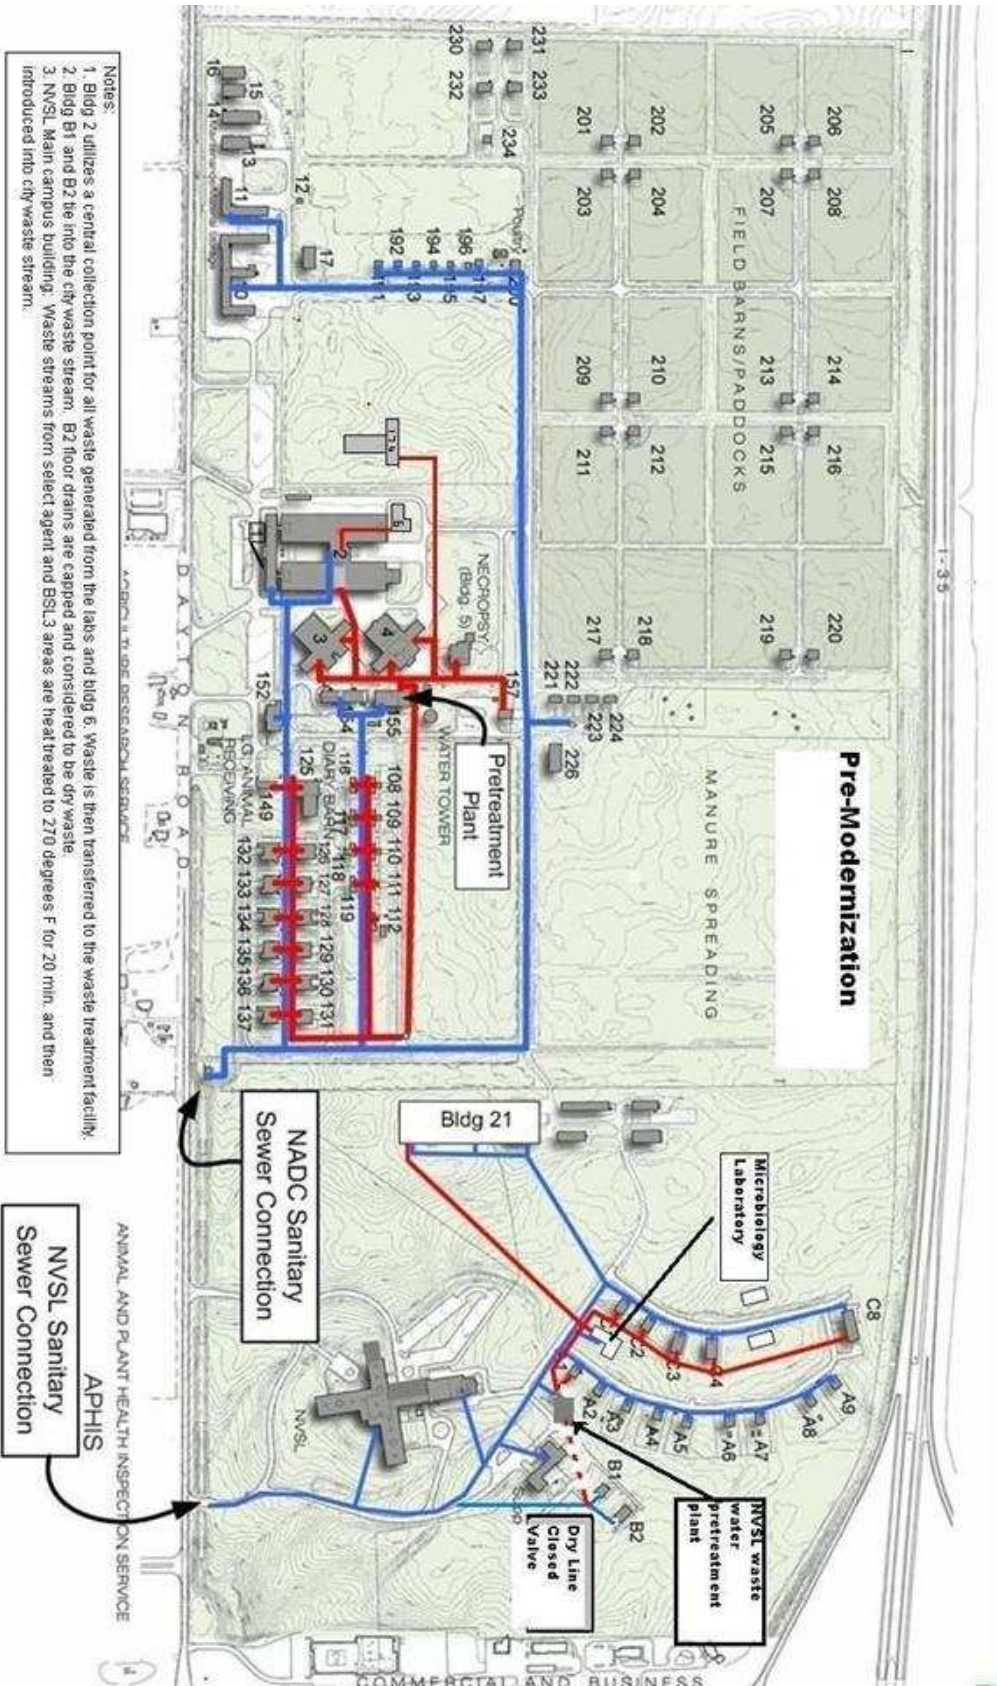 Pre-Modernization
I-35
206
208
214
216
220
205
207
213
215
219
FIELD BARNS/PADDOCKS
MANURE SPREADING
202
204
210
212
218
201
203
209
211
217
224
223
222
221
226
231
233
234
230
232
Poultry
200
196
197
194
195
192
193
191
NECROPSY
(Bldg. 5)
157
WATER TOWER
Pretreatment
Plant
12
17
16
15
14
13
11
10
6
2
3
4
155
152
125
149
LG. ANIMAL
RECEIVING
DIARY BARN
108 109 110 111 112
116
117
118
119
126 127 128 129 130 131
132 133 134 135 136 137
DAYTON ROAD
AGRICULTURE RESEARCH SERVICE
NADC Sanitary
Sewer Connection
Bldg 21
Microbiology
Laboratory
C8
C2
C3
C4
A2
A3
A4
A5
A6
A7
A8
A9
B1
B2
NVSL
NVSL waste
water
pretreatment
plant
Dry Line
Closed
Valve
NVSL Sanitary
Sewer Connection
APHIS
ANIMAL AND PLANT HEALTH INSPECTION SERVICE
COMMERCIAL AND BUSINESS
Notes:
1. Bldg 2 utilizes a central collection point for all waste generated from the labs and bldg 6. Waste is then transferred to the waste treatment facility.
2. Bldg B1 and B2 tie into the city waste stream. B2 floor drains are capped and considered to be dry waste.
3. NVSL Main campus building: Waste streams from select agent and BSL3 areas are heat treated to 270 degrees F for 20 min. and then
introduced into city waste stream.